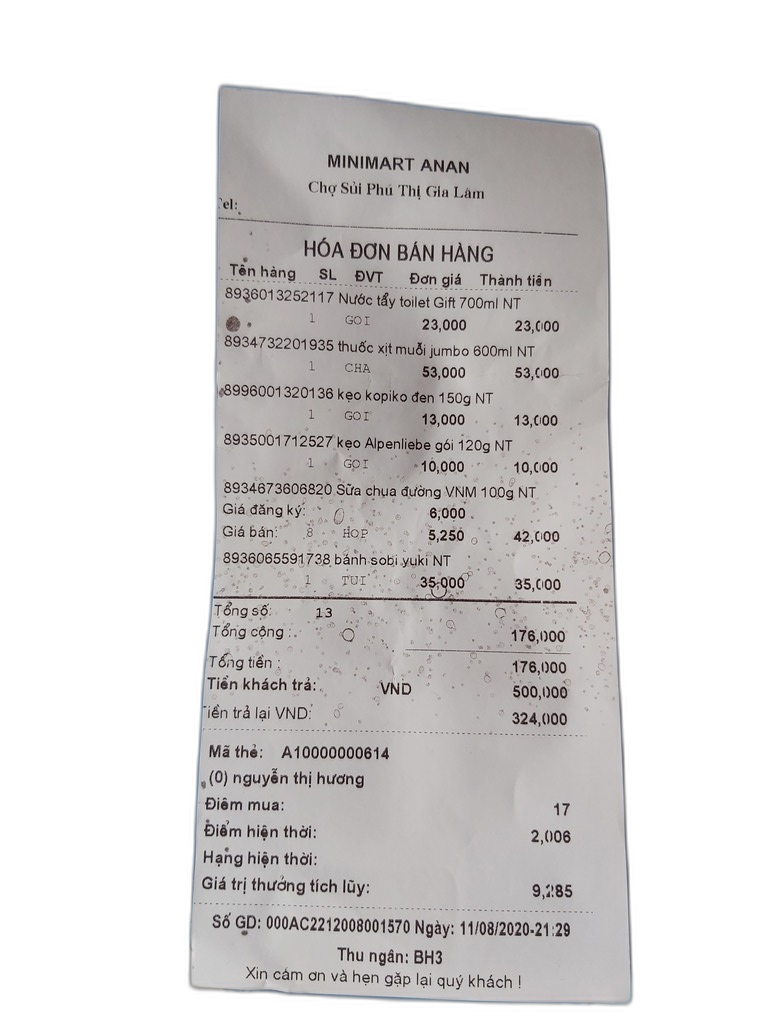 MINIMART ANAN
Chợ Sủi Phú Thị Gia Lâm
Tel:
HÓA ĐƠN BÁN HÀNG
Tên hàng SL ĐVT Đơn giá Thành tiền
8936013252117 Nước tẩy toilet Gift 700ml NT
1 GOI 23,000 23,000
8934732201935 thuốc xịt muỗi jumbo 600ml NT
1 CHA 53,000 53,000
8996001320136 kẹo kopiko đen 150g NT
1 GOI 13,000 13,000
8935001712527 kẹo Alpenliebe gói 120g NT
1 GOI 10,000 10,000
8934673606820 Sữa chua đường VNM 100g NT
Giá đăng ký: 6,000
Giá bán: 8 HOP 5,250 42,000
8936065591738 bánh sobi yuki NT
1 TUI 35,000 35,000
Tổng số: 13
Tổng cộng : 176,000
Tổng tiền : 176,000
Tiền khách trả: VND 500,000
Tiền trả lại VND: 324,000
Mã thẻ: A10000000614
(0) nguyễn thị hương
Điểm mua: 17
Điểm hiện thời: 2,006
Hạng hiện thời:
Giá trị thưởng tích lũy: 9,285
Số GD: 000AC2212008001570 Ngày: 11/08/2020-21:29
Thu ngân: BH3
Xin cảm ơn và hẹn gặp lại quý khách !